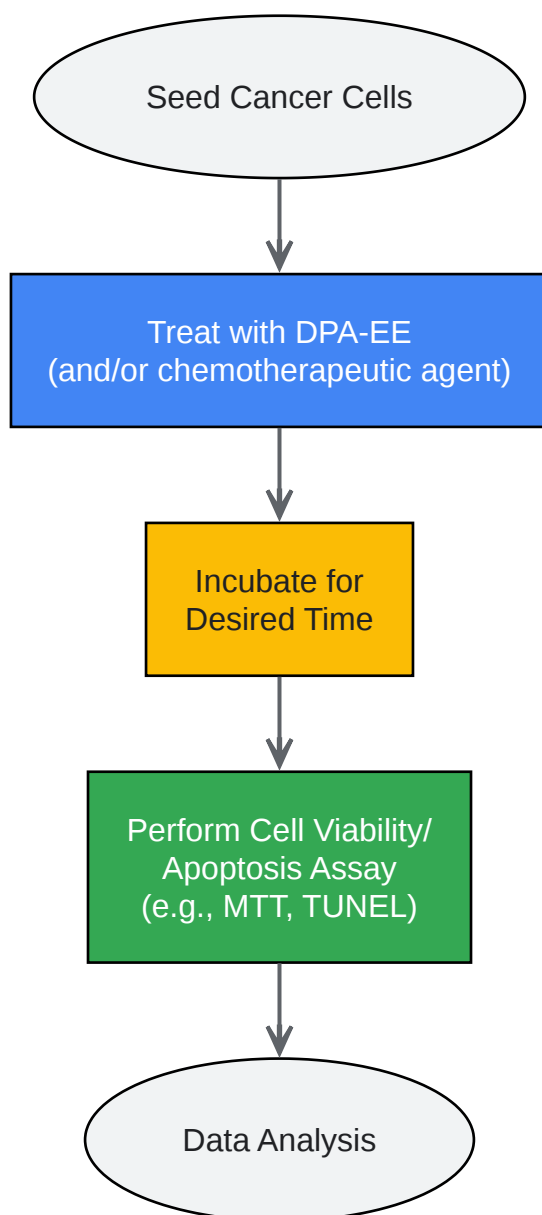 Seed Cancer Cells
Treat with DPA-EE
(and/or chemotherapeutic agent)
Incubate for
Desired Time
Perform Cell Viability/
Apoptosis Assay
(e.g., MTT, TUNEL)
Data Analysis